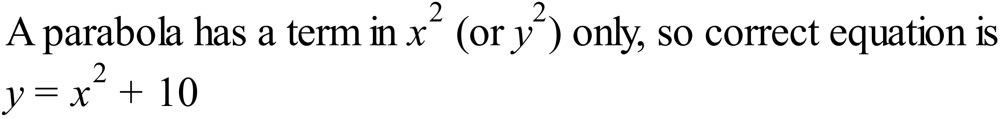 A parabola has a term in x² (or y²) only, so correct equation is
y = x² + 10